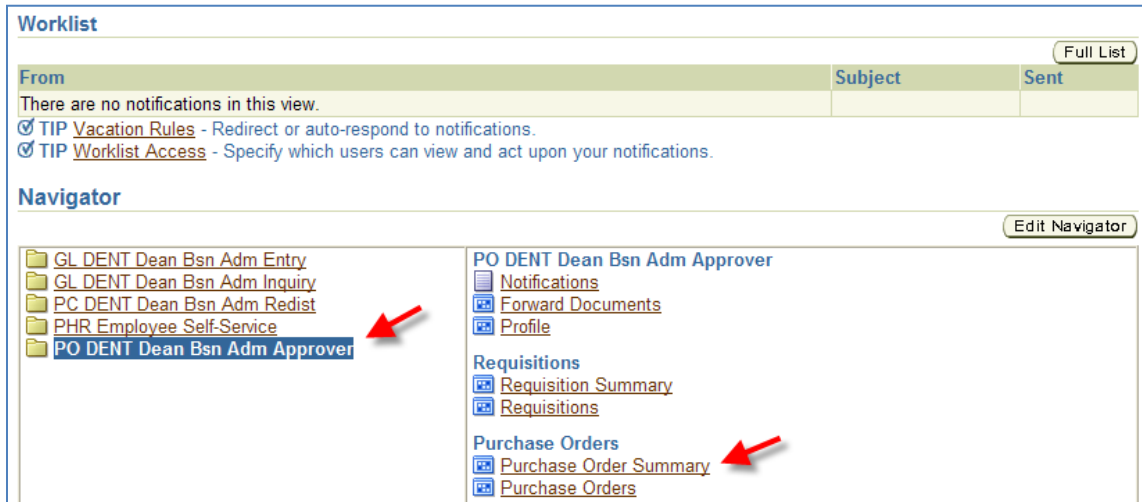 Worklist
Full List
From Subject Sent
There are no notifications in this view.
TIP Vacation Rules - Redirect or auto-respond to notifications.
TIP Worklist Access - Specify which users can view and act upon your notifications.
Navigator
Edit Navigator
GL DENT Dean Bsn Adm Entry
GL DENT Dean Bsn Adm Inquiry
PC DENT Dean Bsn Adm Redist
PHR Employee Self-Service
PO DENT Dean Bsn Adm Approver
PO DENT Dean Bsn Adm Approver
Notifications
Forward Documents
Profile
Requisitions
Requisition Summary
Requisitions
Purchase Orders
Purchase Order Summary
Purchase Orders